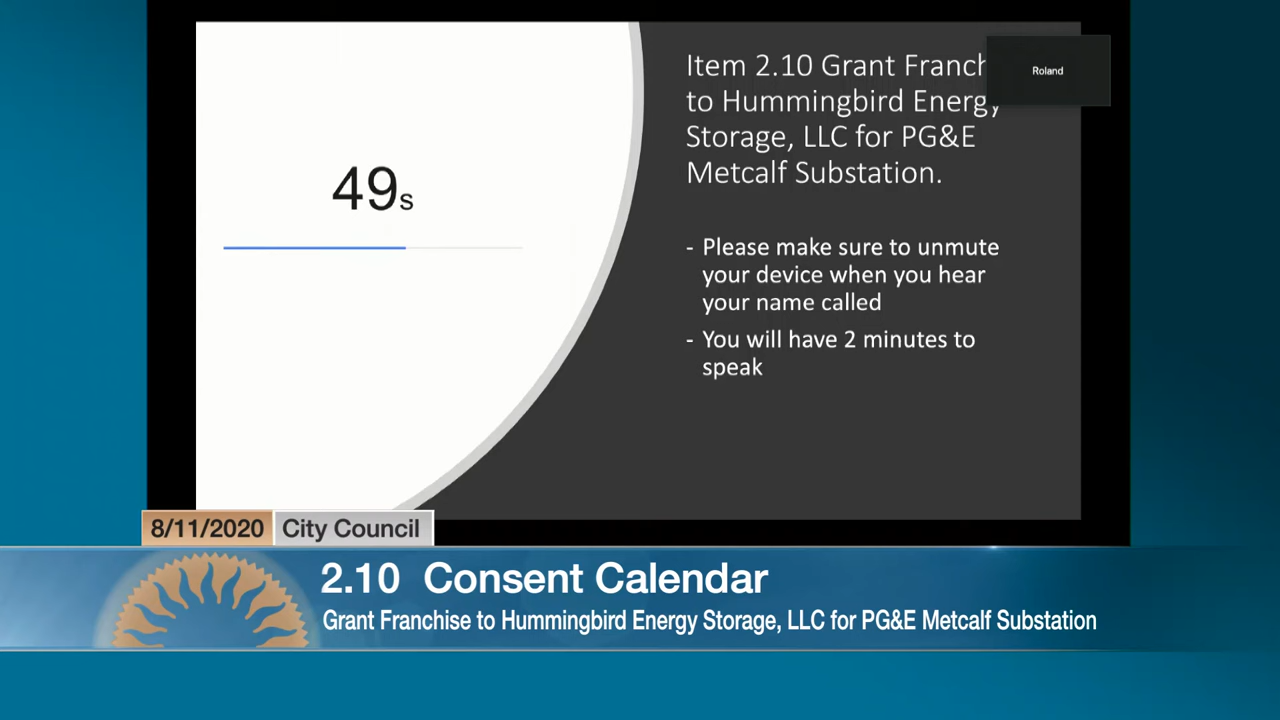 Item 2.10 Grant Franch
to Hummingbird Energy
Storage, LLC for PG&E
Metcalf Substation.
Roland
49s
- Please make sure to unmute
your device when you hear
your name called
- You will have 2 minutes to
speak
8/11/2020 City Council
2.10 Consent Calendar
Grant Franchise to Hummingbird Energy Storage, LLC for PG&E Metcalf Substation